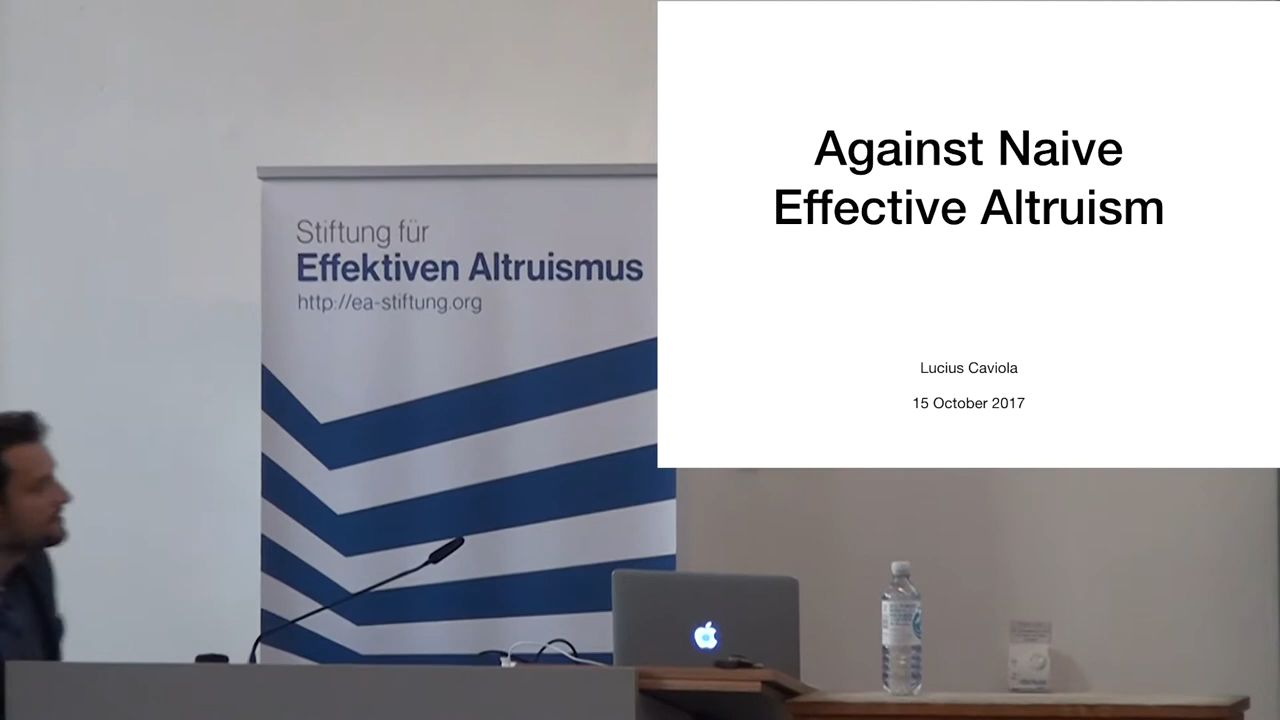 Stiftung für
Effektiven Altruismus
http://ea-stiftung.org
Against Naive
Effective Altruism
Lucius Caviola
15 October 2017